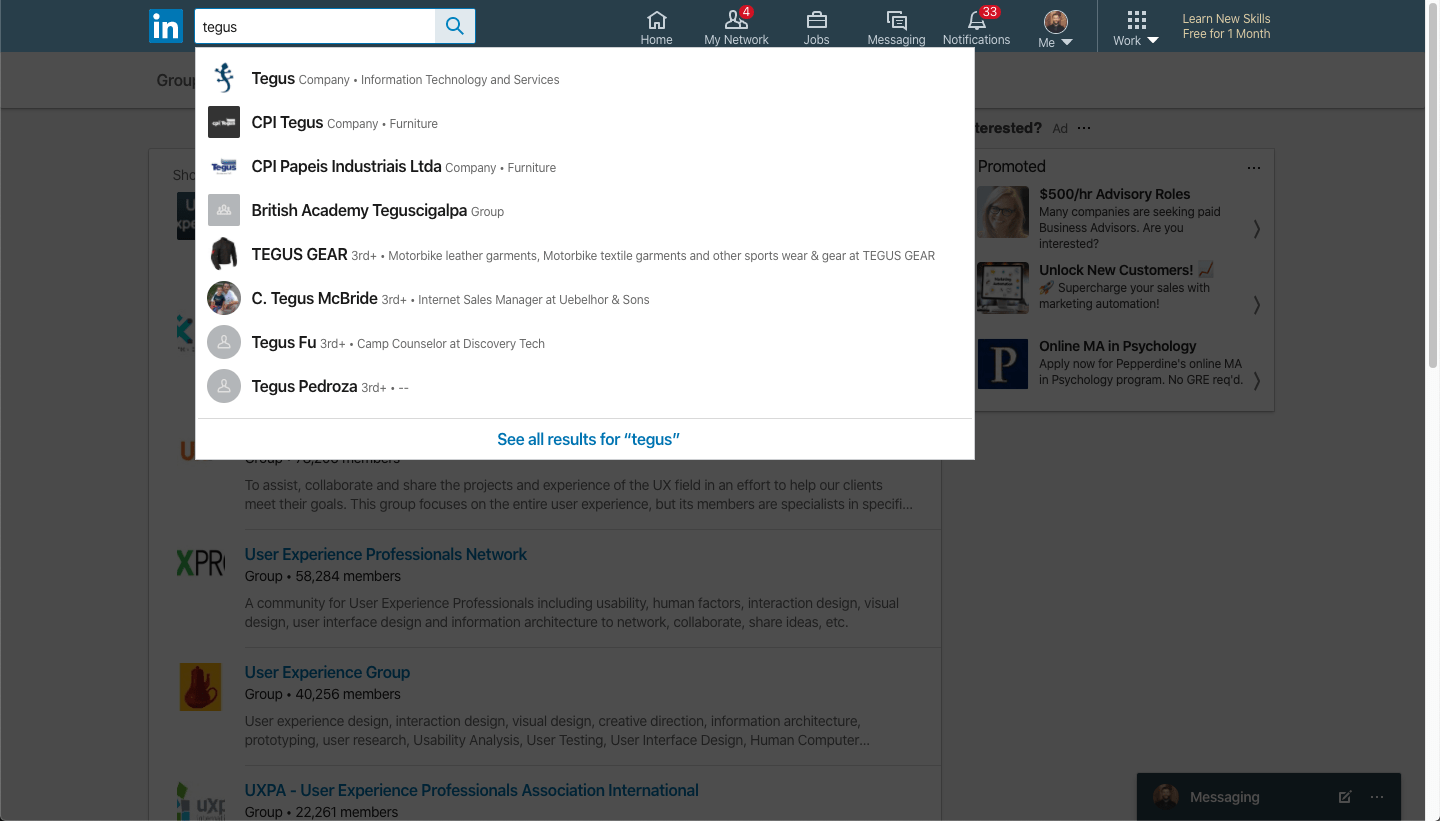 in
tegus
Home
4
My Network
Jobs
Messaging
33
Notifications
Me
Work
Learn New Skills
Free for 1 Month
Group
Tegus Company • Information Technology and Services
CPI Tegus Company • Furniture
CPI Papeis Industriais Ltda Company • Furniture
British Academy Teguscigalpa Group
TEGUS GEAR 3rd+ • Motorbike leather garments, Motorbike textile garments and other sports wear & gear at TEGUS GEAR
C. Tegus McBride 3rd+ • Internet Sales Manager at Uebelhor & Sons
Tegus Fu 3rd+ • Camp Counselor at Discovery Tech
Tegus Pedroza 3rd+ • --
See all results for “tegus”
terested? Ad ···
Promoted ···
$500/hr Advisory Roles
Many companies are seeking paid
Business Advisors. Are you
interested?
Unlock New Customers! 📈
🚀 Supercharge your sales with
marketing automation!
P
Online MA in Psychology
Apply now for Pepperdine's online MA
in Psychology program. No GRE req'd.
Sho
To assist, collaborate and share the projects and experience of the UX field in an effort to help our clients
meet their goals. This group focuses on the entire user experience, but its members are specialists in specifi...
XPR
User Experience Professionals Network
Group • 58,284 members
A community for User Experience Professionals including usability, human factors, interaction design, visual
design, user interface design and information architecture to network, collaborate, share ideas, etc.
User Experience Group
Group • 40,256 members
User experience design, interaction design, visual design, creative direction, information architecture,
prototyping, user research, Usability Analysis, User Testing, User Interface Design, Human Computer...
uxp
UXPA - User Experience Professionals Association International
Group • 22,261 members
Messaging ···